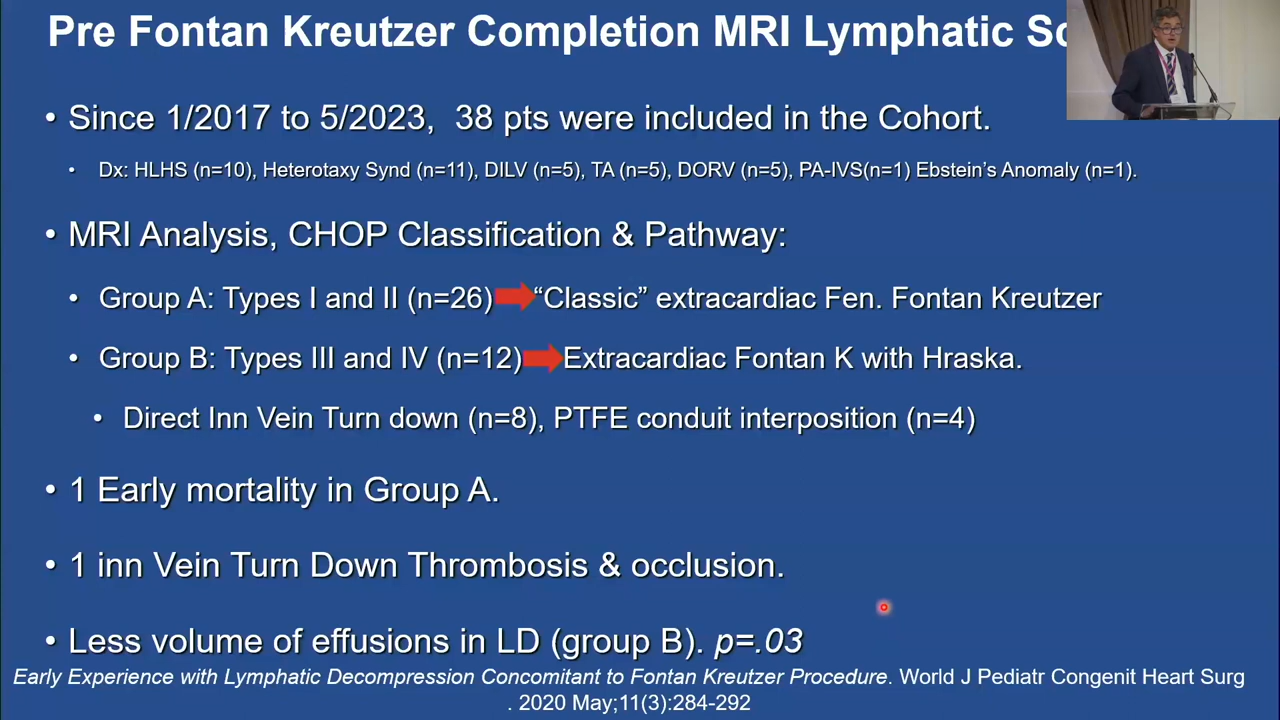 Pre Fontan Kreutzer Completion MRI Lymphatic
• Since 1/2017 to 5/2023, 38 pts were included in the Cohort.
• Dx: HLHS (n=10), Heterotaxy Synd (n=11), DILV (n=5), TA (n=5), DORV (n=5), PA-IVS(n=1) Ebstein's Anomaly (n=1).
• MRI Analysis, CHOP Classification & Pathway:
• Group A: Types I and II (n=26) “Classic” extracardiac Fen. Fontan Kreutzer
• Group B: Types III and IV (n=12) Extracardiac Fontan K with Hraska.
• Direct Inn Vein Turn down (n=8), PTFE conduit interposition (n=4)
• 1 Early mortality in Group A.
• 1 inn Vein Turn Down Thrombosis & occlusion.
• Less volume of effusions in LD (group B). p=.03
Early Experience with Lymphatic Decompression Concomitant to Fontan Kreutzer Procedure. World J Pediatr Congenit Heart Surg
. 2020 May;11(3):284-292